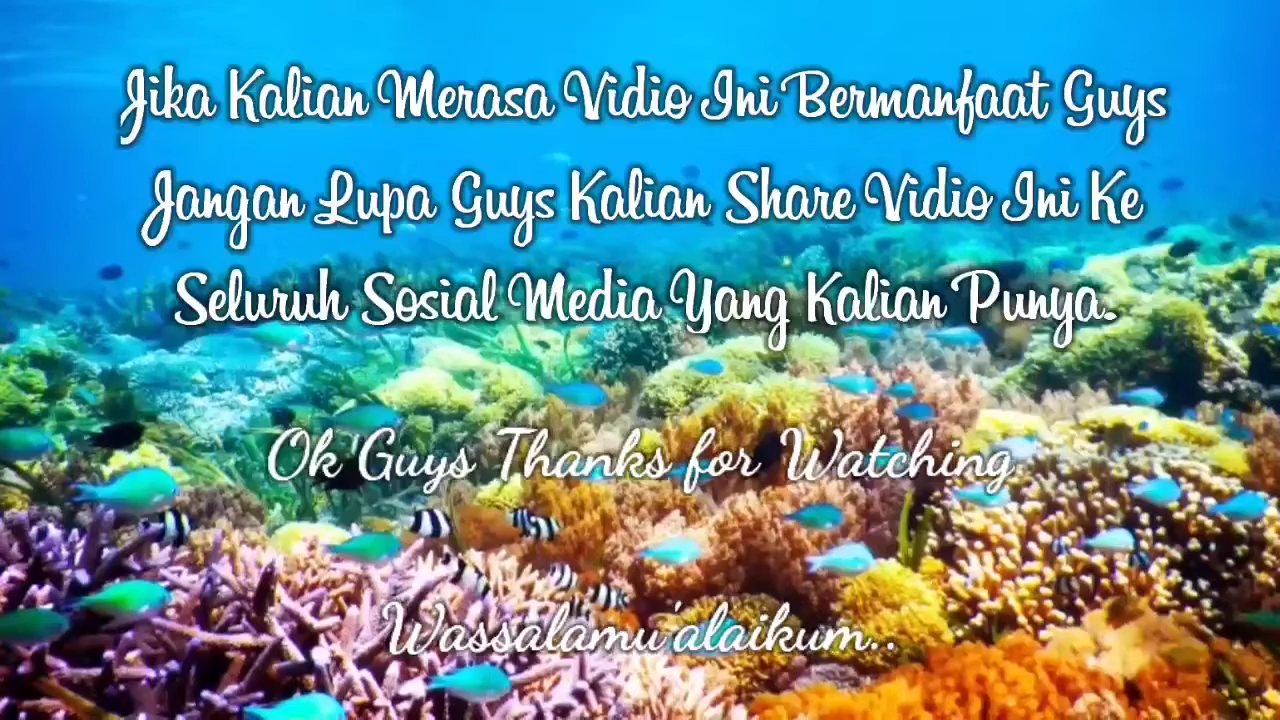 Jika Kalian Merasa Vidio Ini Bermanfaat Guys
Jangan Lupa Guys Kalian Share Vidio Ini Ke
Seluruh Sosial Media Yang Kalian Punya.
Ok Guys Thanks for Watching
Wassalamu'alaikum..